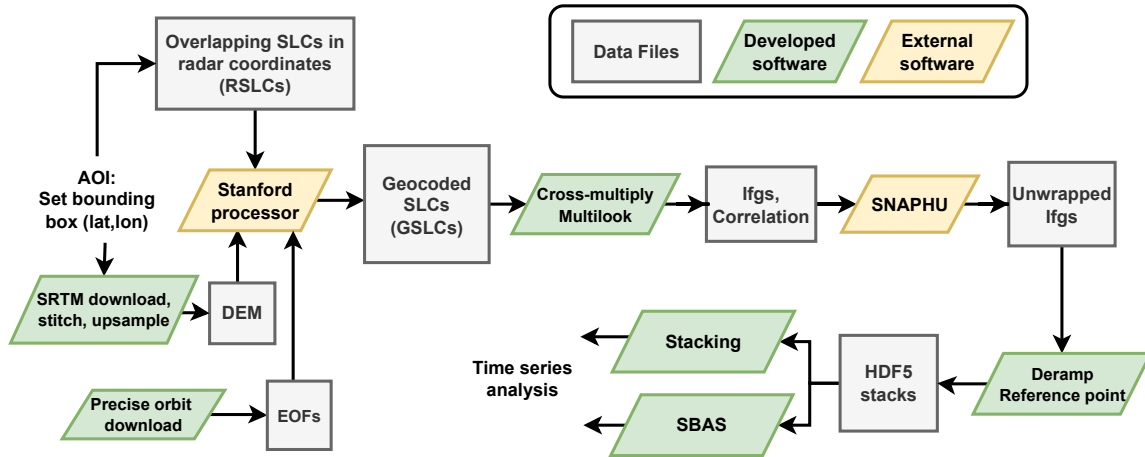 Overlapping SLCs in
radar coordinates
(RSLCs)
Data Files
Developed
software
External
software
AOI:
Set bounding
box (lat,lon)
Stanford
processor
Geocoded
SLCs
(GSLCs)
Cross-multiply
Multilook
Ifgs,
Correlation
SNAPHU
Unwrapped
Ifgs
SRTM download,
stitch, upsample
DEM
Precise orbit
download
EOFs
Time series
analysis
Stacking
SBAS
HDF5
stacks
Deramp
Reference point